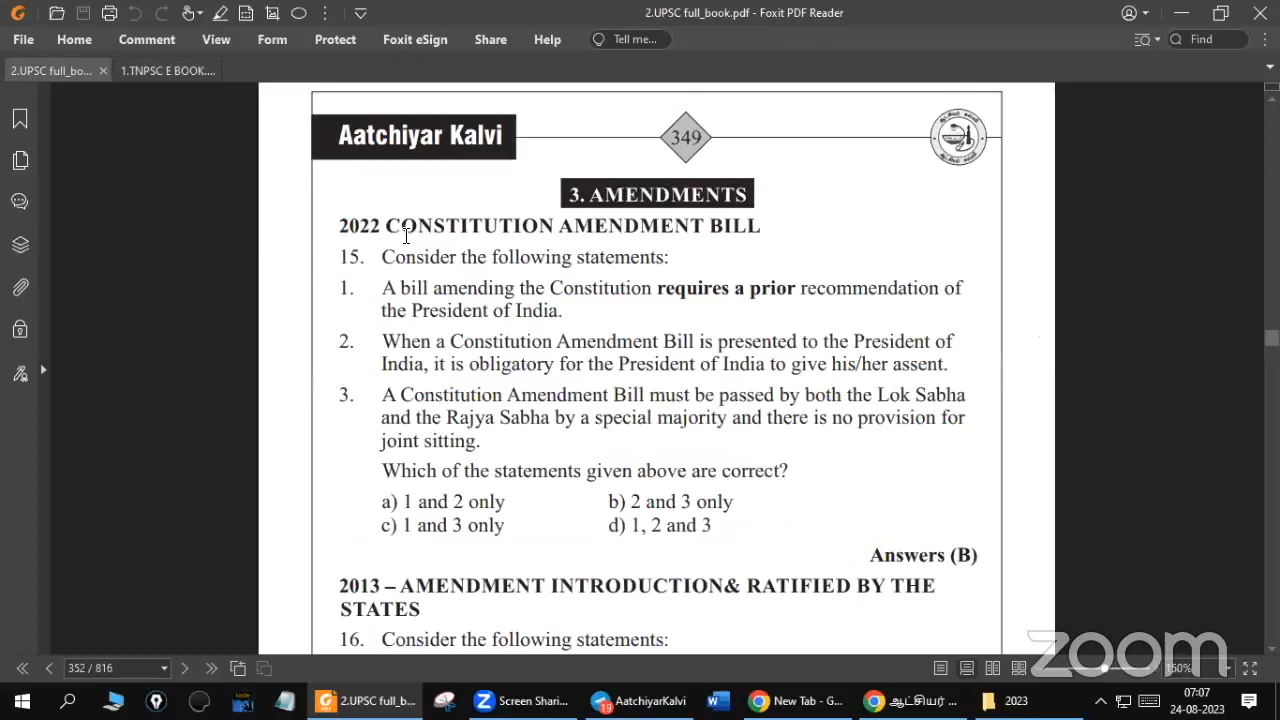 2.UPSC full_book.pdf - Foxit PDF Reader
File Home Comment View Form Protect Foxit eSign Share Help Tell me... Find
2.UPSC full_bo... 1.TNPSC E BOOK....
Aatchiyar Kalvi 349
3. AMENDMENTS
2022 CONSTITUTION AMENDMENT BILL
15. Consider the following statements:
1. A bill amending the Constitution requires a prior recommendation of
the President of India.
2. When a Constitution Amendment Bill is presented to the President of
India, it is obligatory for the President of India to give his/her assent.
3. A Constitution Amendment Bill must be passed by both the Lok Sabha
and the Rajya Sabha by a special majority and there is no provision for
joint sitting.
Which of the statements given above are correct?
a) 1 and 2 only b) 2 and 3 only
c) 1 and 3 only d) 1, 2 and 3
Answers (B)
2013 – AMENDMENT INTRODUCTION& RATIFIED BY THE
STATES
16. Consider the following statements:
zoom
352 / 816 150%
2.UPSC full_b... Screen Shari... 19 AatchiyarKalvi New Tab - G... ஆட்சியர் ... 2023 07:07
24-08-2023